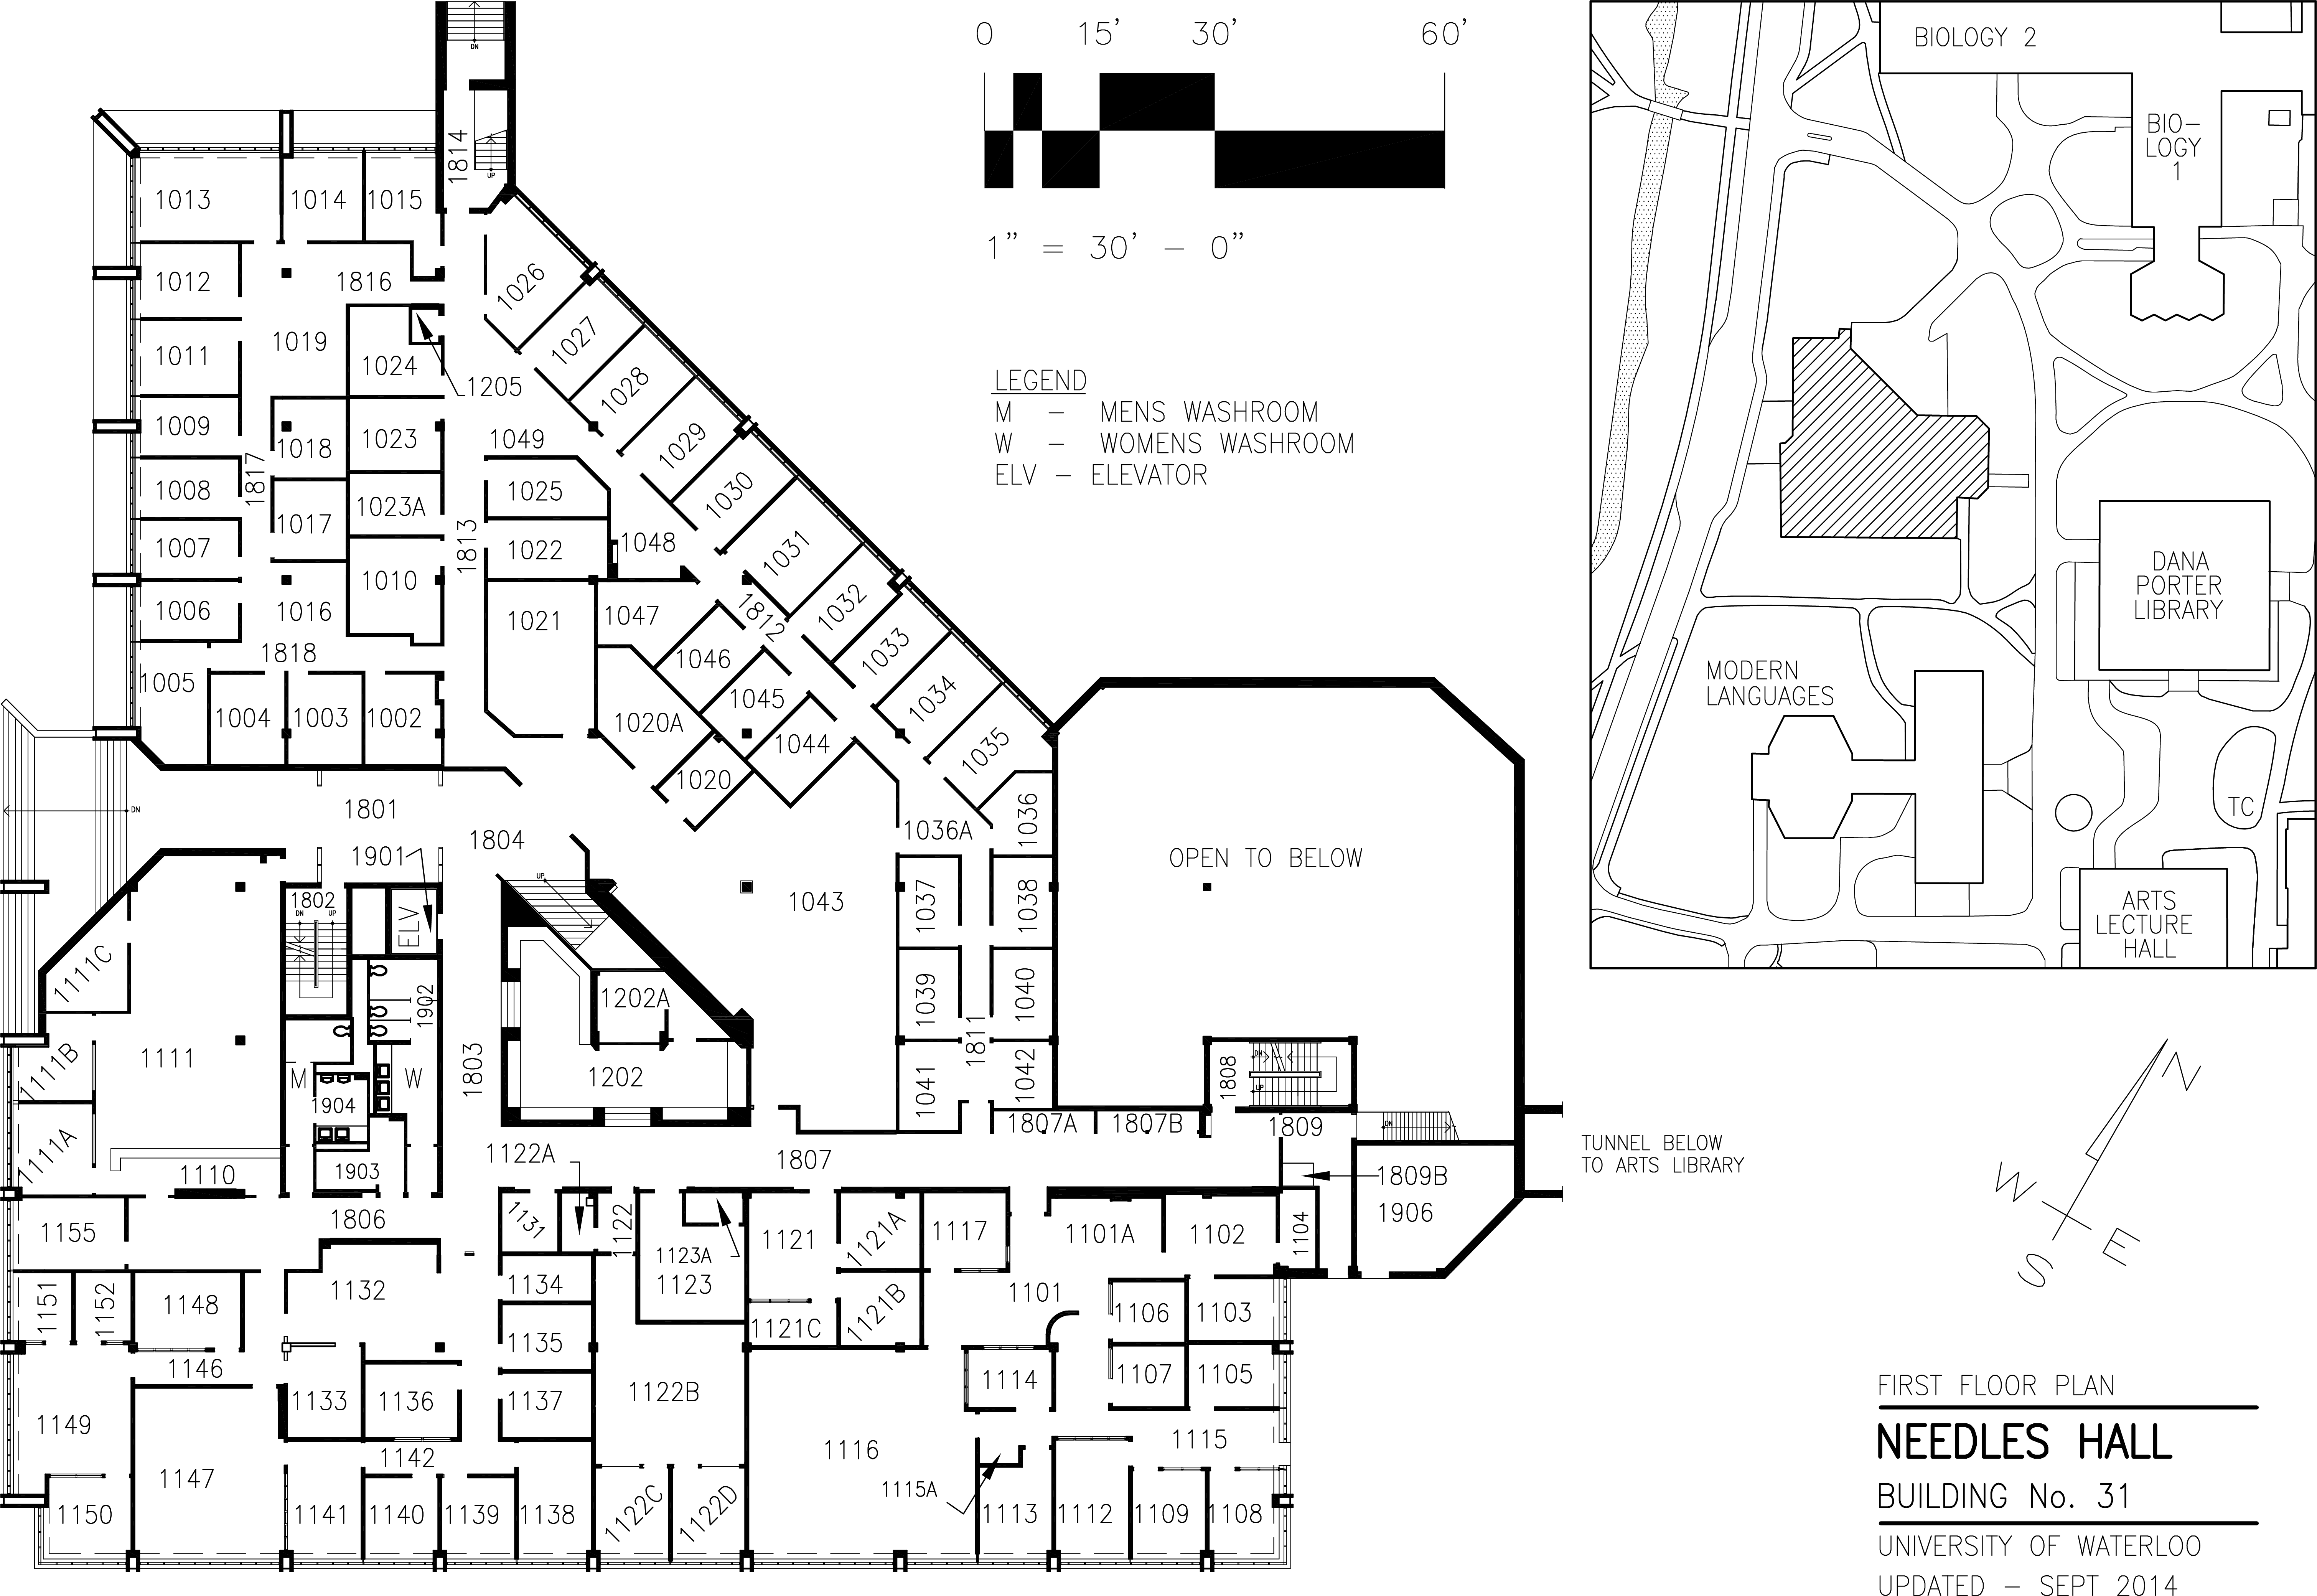 0 15' 30' 60'
1" = 30' - 0"
LEGEND
M - MENS WASHROOM
W - WOMENS WASHROOM
ELV - ELEVATOR
BIOLOGY 2
BIO-
LOGY
1
DANA
PORTER
LIBRARY
MODERN
LANGUAGES
TC
ARTS
LECTURE
HALL
DN
1814
UP
1013
1014
1015
1012
1816
1026
1011
1019
1024
1205
1027
1028
1009
1018
1023
1049
1029
1008
1817
1025
1030
1017
1023A
1007
1813
1022
1048
1031
1010
1006
1016
1021
1047
1812
1032
1818
1046
1033
1005
1045
1034
1004
1003
1002
1020A
1044
1035
1020
DN
1801
1804
1036A
1036
1901
UP
OPEN TO BELOW
1802
DN UP
ELV
1043
1037
1038
1111C
1902
1202A
1039
1040
1111B
1111
1803
1202
1811
1041
1042
1808
DN
UP
M
W
1904
1111A
1807A
1807B
1809
DN
TUNNEL BELOW
TO ARTS LIBRARY
1122A
1807
1110
1903
1809B
1906
1806
1155
1131
1122
1123A
1123
1121
1121A
1117
1101A
1102
1104
1151
1152
1148
1132
1134
1121C
1121B
1101
1106
1103
1135
1146
1133
1136
1137
1122B
1114
1107
1105
1149
1142
1116
1115
1147
1115A
1150
1141
1140
1139
1138
1122C
1122D
1113
1112
1109
1108
N
W
E
S
FIRST FLOOR PLAN
NEEDLES HALL
BUILDING No. 31
UNIVERSITY OF WATERLOO
UPDATED - SEPT 2014